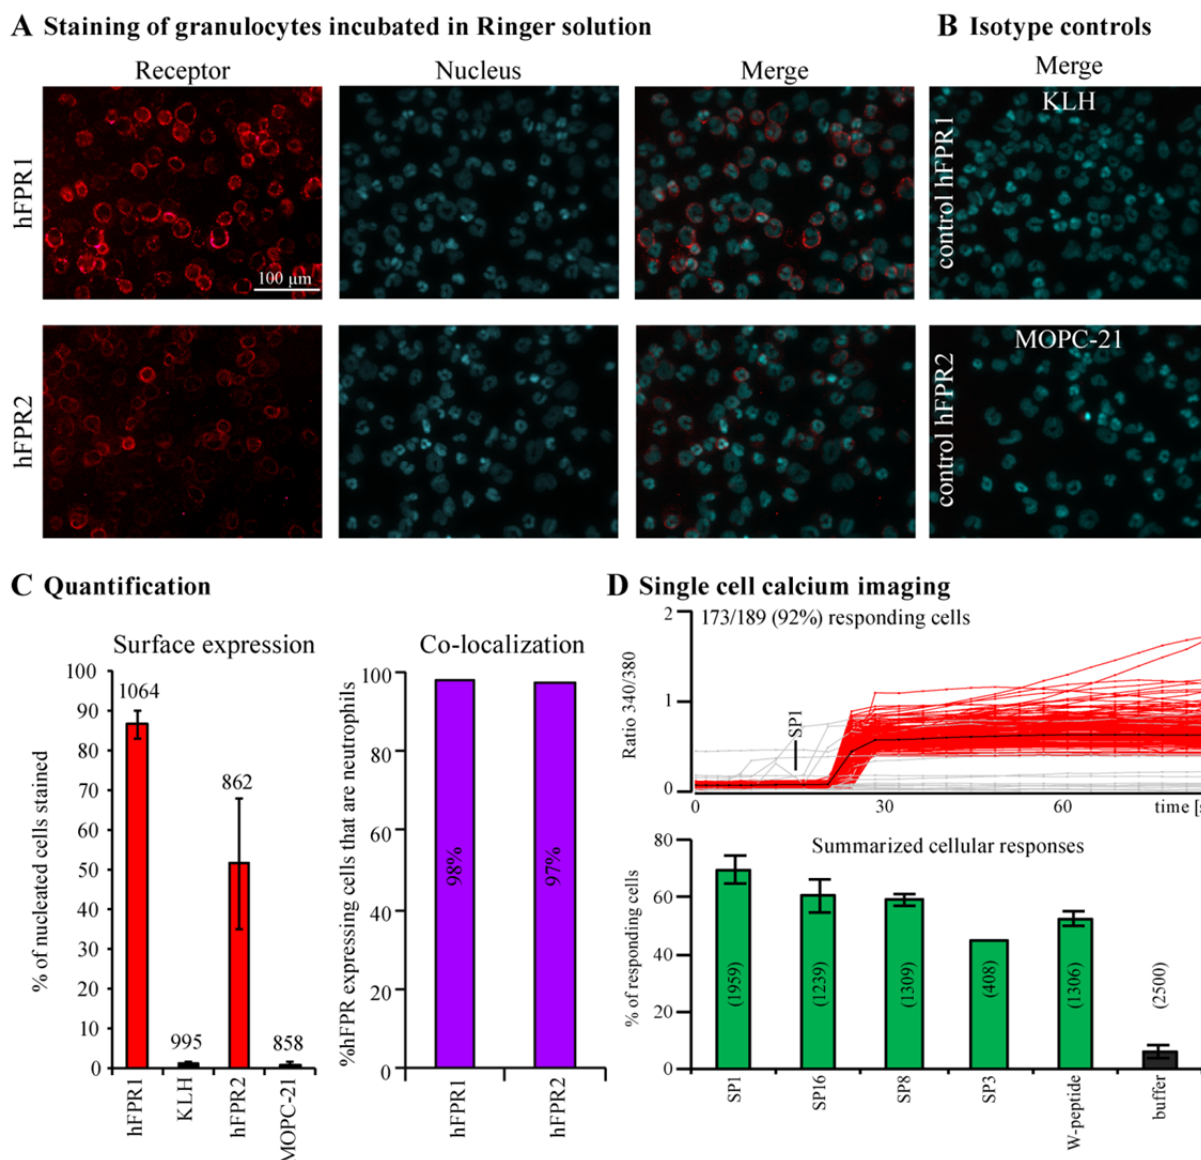 A Staining of granulocytes incubated in Ringer solution
B Isotype controls
Receptor
Nucleus
Merge
Merge
hFPR1
100 µm
control hFPR1
KLH
hFPR2
control hFPR2
MOPC-21
C Quantification
Surface expression
% of nucleated cells stained
100
90
80
70
60
50
40
30
20
10
0
1064
995
862
858
hFPR1
KLH
hFPR2
MOPC-21
Co-localization
%hFPR expressing cells that are neutrophils
100
80
60
40
20
0
98%
97%
hFPR1
hFPR2
D Single cell calcium imaging
173/189 (92%) responding cells
Ratio 340/380
2
1
0
SP1
0
30
60
time [s
Summarized cellular responses
% of responding cells
80
60
40
20
0
(1959)
(1239)
(1309)
(408)
(1306)
(2500)
SP1
SP16
SP8
SP3
W-peptide
buffer